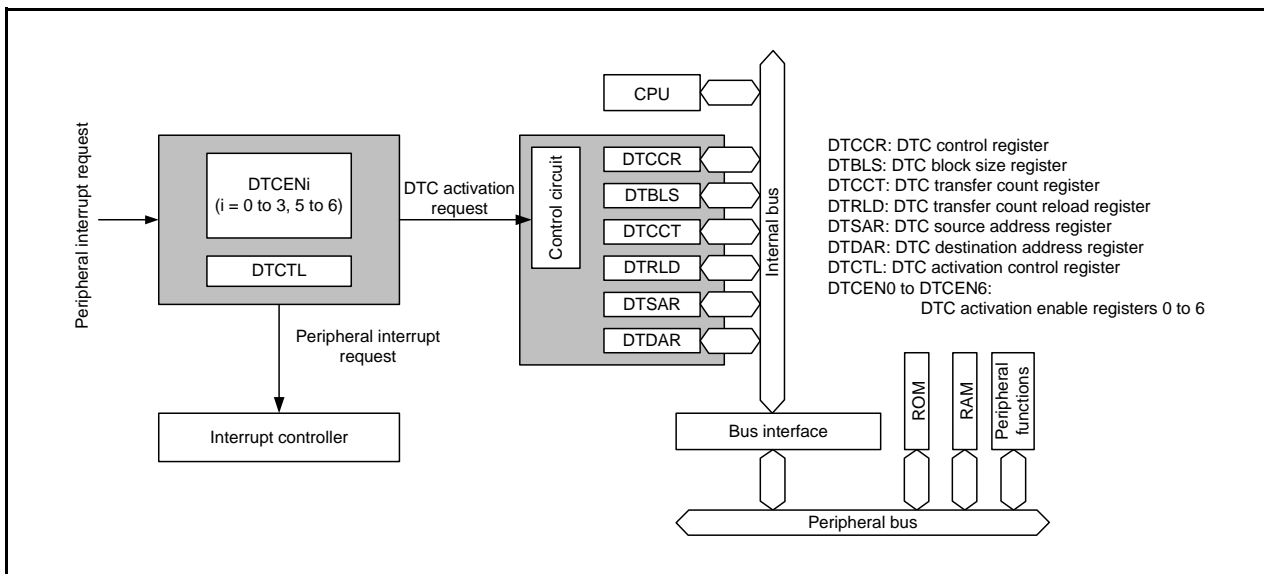 Peripheral interrupt request
DTCENi
(i = 0 to 3, 5 to 6)
DTCTL
DTC activation
request
Peripheral interrupt
request
Interrupt controller
CPU
Control circuit
DTCCR
DTBLS
DTCCT
DTRLD
DTSAR
DTDAR
Internal bus
DTCCR: DTC control register
DTBLS: DTC block size register
DTCCT: DTC transfer count register
DTRLD: DTC transfer count reload register
DTSAR: DTC source address register
DTDAR: DTC destination address register
DTCTL: DTC activation control register
DTCEN0 to DTCEN6:
DTC activation enable registers 0 to 6
Bus interface
ROM
RAM
Peripheral
functions
Peripheral bus